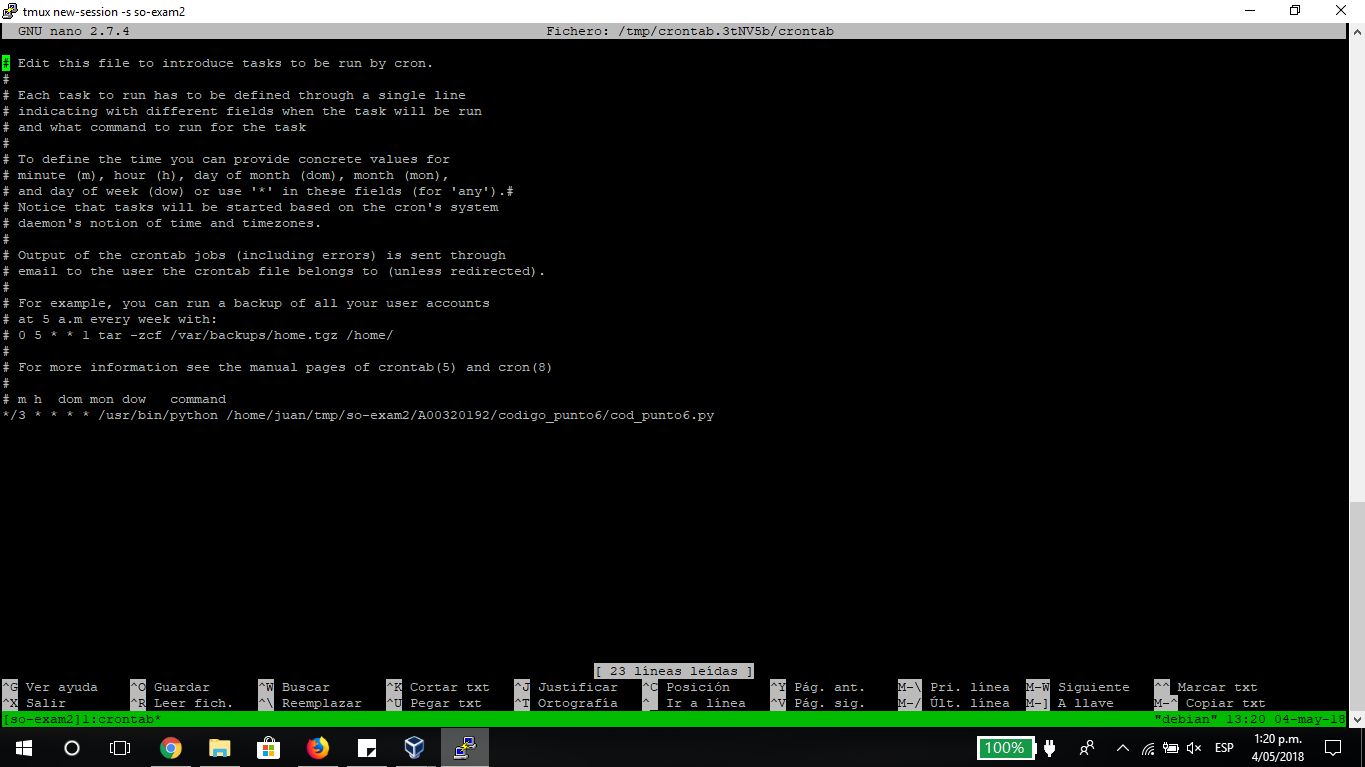 tmux new-session -s so-exam2
GNU nano 2.7.4 Fichero: /tmp/crontab.3tNV5b/crontab
# Edit this file to introduce tasks to be run by cron.
#
# Each task to run has to be defined through a single line
# indicating with different fields when the task will be run
# and what command to run for the task
#
# To define the time you can provide concrete values for
# minute (m), hour (h), day of month (dom), month (mon),
# and day of week (dow) or use '*' in these fields (for 'any').#
# Notice that tasks will be started based on the cron's system
# daemon's notion of time and timezones.
#
# Output of the crontab jobs (including errors) is sent through
# email to the user the crontab file belongs to (unless redirected).
#
# For example, you can run a backup of all your user accounts
# at 5 a.m every week with:
# 0 5 * * 1 tar -zcf /var/backups/home.tgz /home/
#
# For more information see the manual pages of crontab(5) and cron(8)
#
# m h  dom mon dow   command
*/3 * * * * /usr/bin/python /home/juan/tmp/so-exam2/A00320192/codigo_punto6/cod_punto6.py
[ 23 líneas leídas ]
^G Ver ayuda ^O Guardar ^W Buscar ^K Cortar txt ^J Justificar ^C Posición ^Y Pág. ant. M-\ Pri. línea M-W Siguiente ^^ Marcar txt
^X Salir ^R Leer fich. ^\ Reemplazar ^U Pegar txt ^T Ortografía ^_ Ir a línea ^V Pág. sig. M-/ Últ. línea M-] A llave M-^ Copiar txt
[so-exam2]1:crontab* "debian" 13:20 04-may-18
100% ESP 1:20 p.m.
4/05/2018